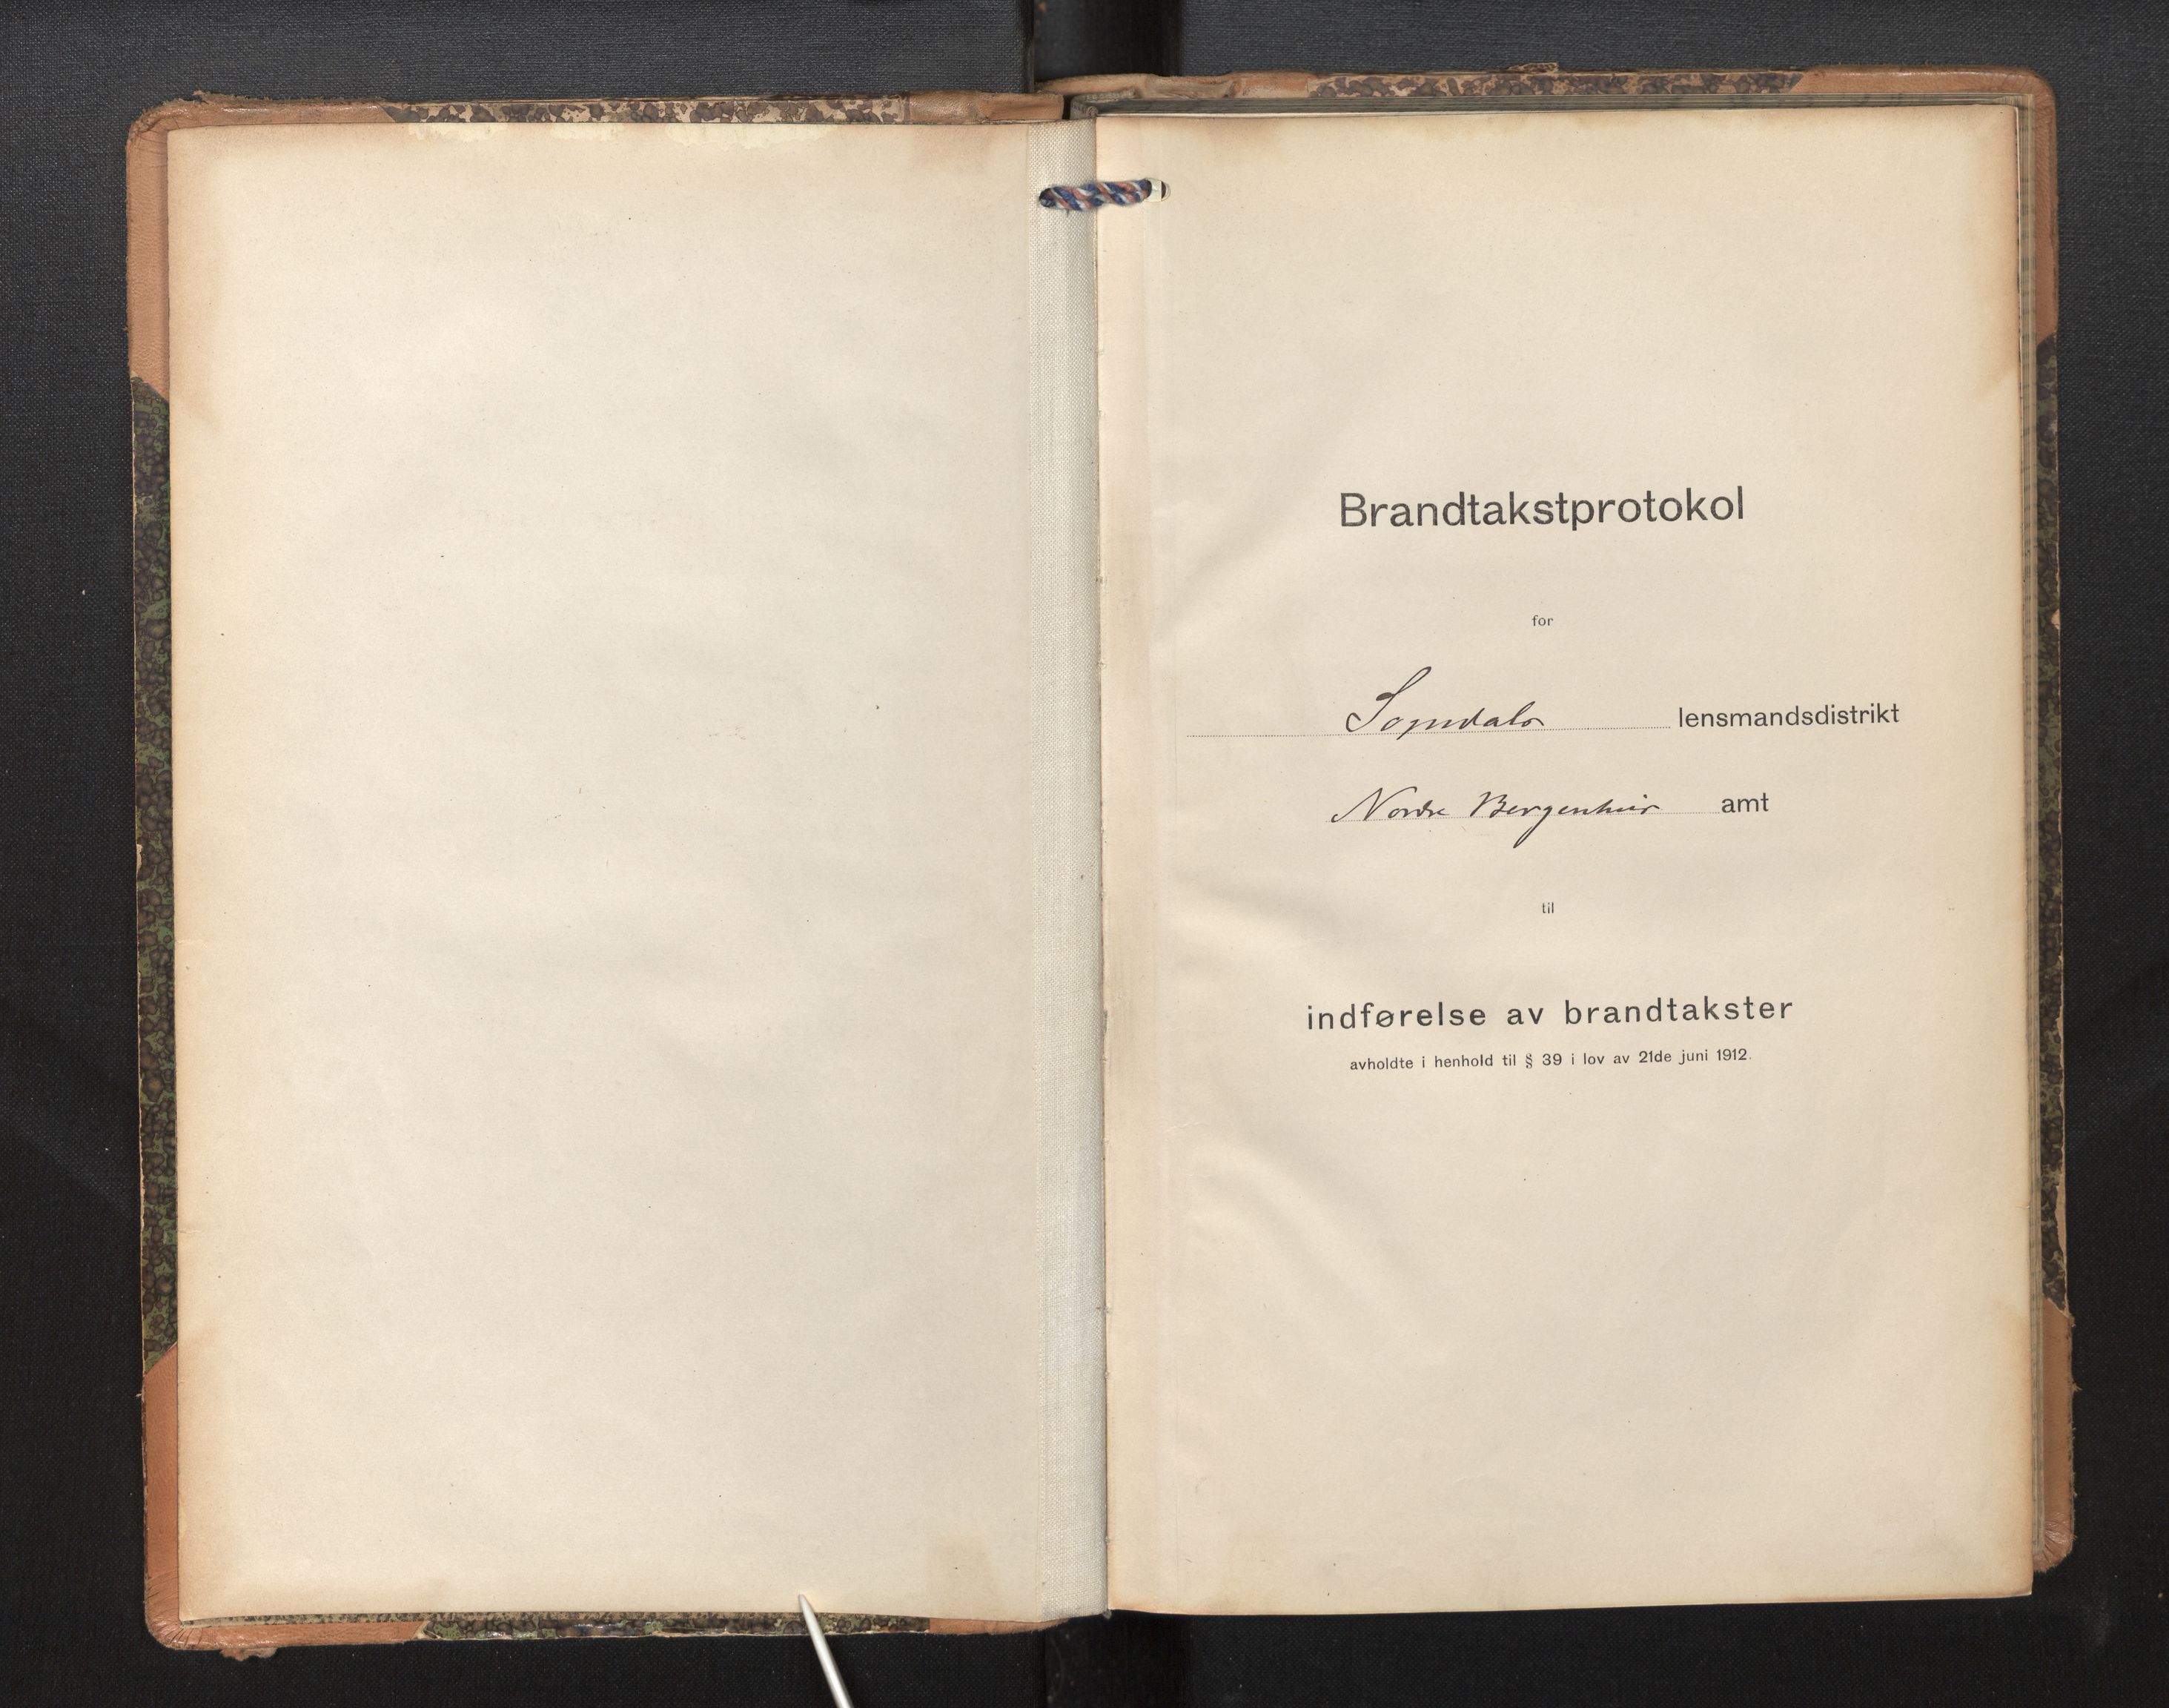 Brandtakstprotokol
for
Sogndals lensmandsdistrikt
Nordre Bergenhus amt
til
indførelse av brandtakster
avholdte i henhold til § 39 i lov av 21de juni 1912.